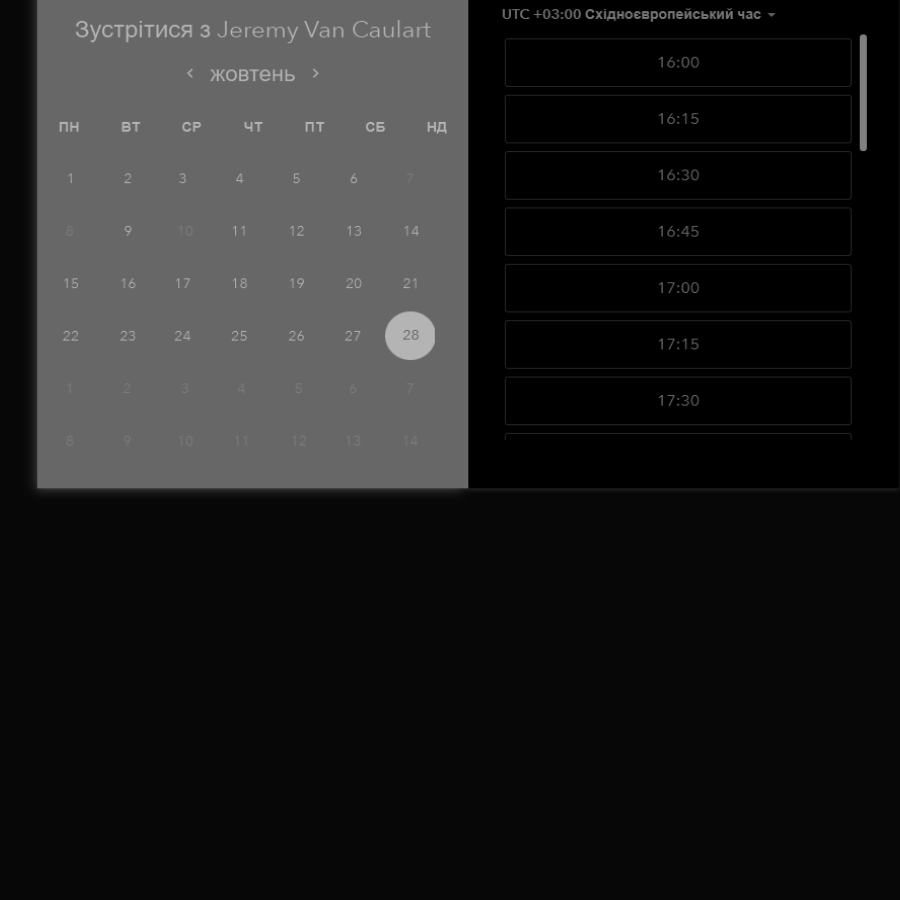 Зустрітися з Jeremy Van Caulart
жовтень
ПН ВТ СР ЧТ ПТ СБ НД
1 2 3 4 5 6 7
8 9 10 11 12 13 14
15 16 17 18 19 20 21
22 23 24 25 26 27 28
1 2 3 4 5 6 7
8 9 10 11 12 13 14
UTC +03:00 Східноєвропейський час
16:00
16:15
16:30
16:45
17:00
17:15
17:30